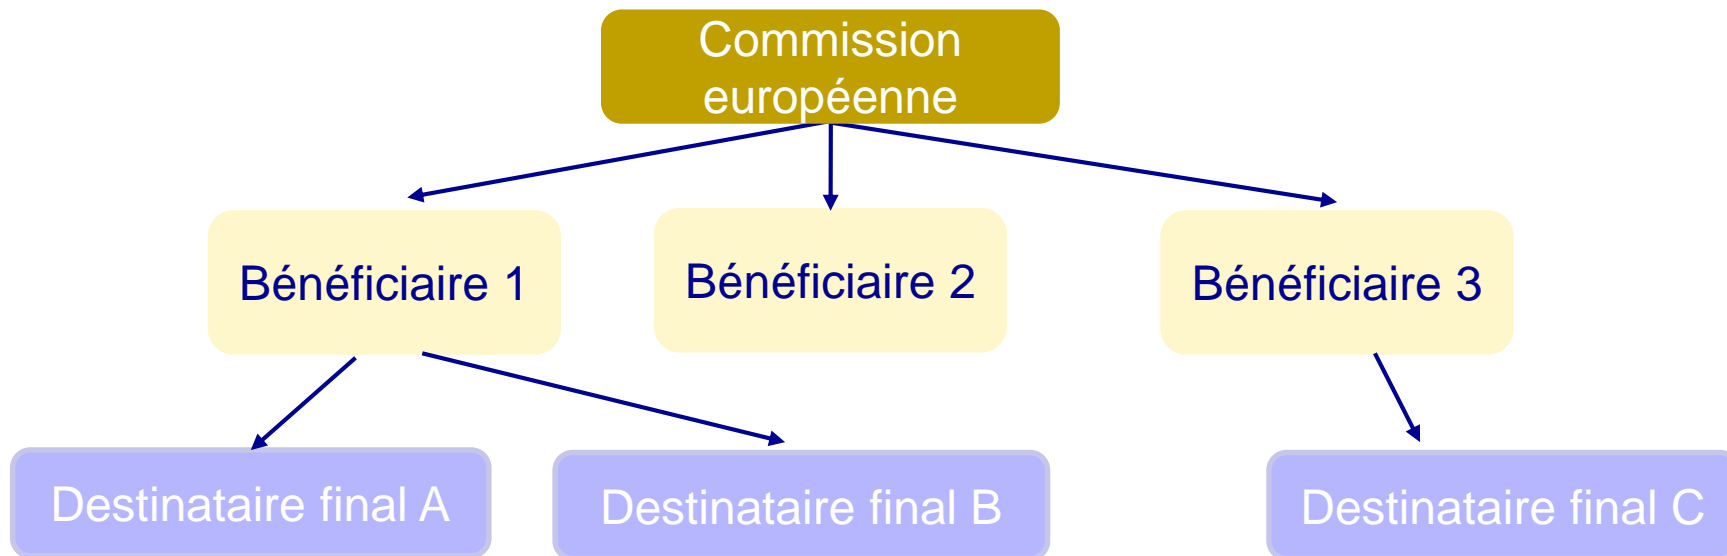 Commission
européenne
Bénéficiaire 1
Bénéficiaire 2
Bénéficiaire 3
Destinataire final A
Destinataire final B
Destinataire final C